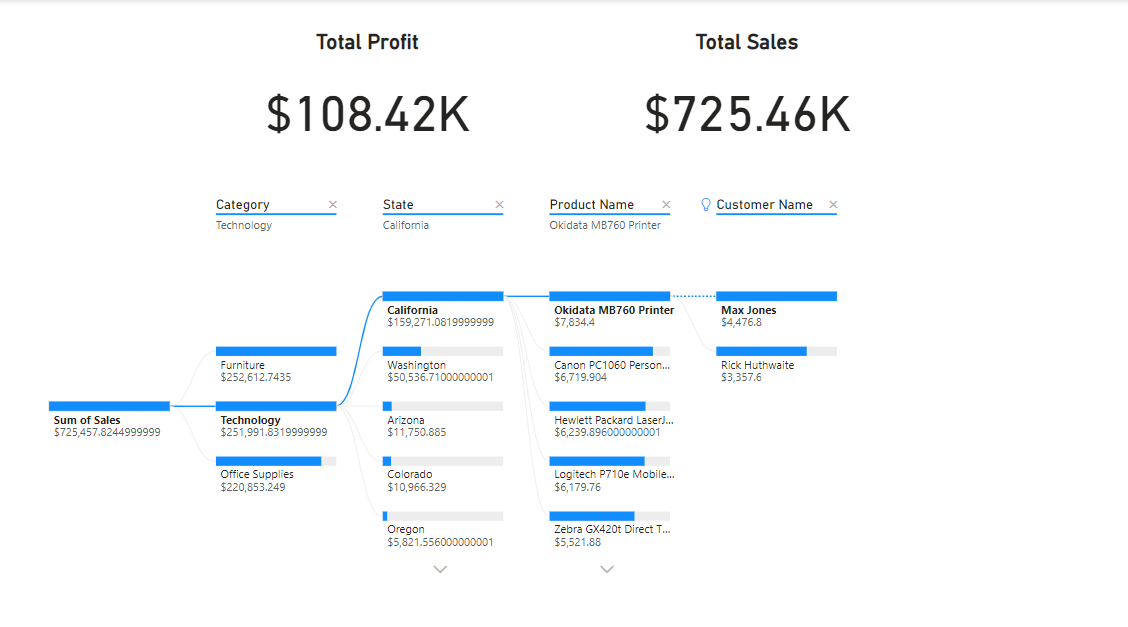 Total Profit
Total Sales
$108.42K
$725.46K
Category
State
Product Name
Customer Name
Technology
California
Okidata MB760 Printer
Sum of Sales
$725,457.8244999999
Furniture
$252,612.7435
Technology
$251,991.8319999999
Office Supplies
$220,853.249
California
$159,271.0819999999
Washington
$50,536.71000000001
Arizona
$11,750.885
Colorado
$10,966.329
Oregon
$5,821.556000000001
Okidata MB760 Printer
$7,834.4
Canon PC1060 Person...
$6,719.904
Hewlett Packard LaserJ...
$6,239.896000000001
Logitech P710e Mobile...
$6,179.76
Zebra GX420t Direct T...
$5,521.88
Max Jones
$4,476.8
Rick Huthwaite
$3,357.6